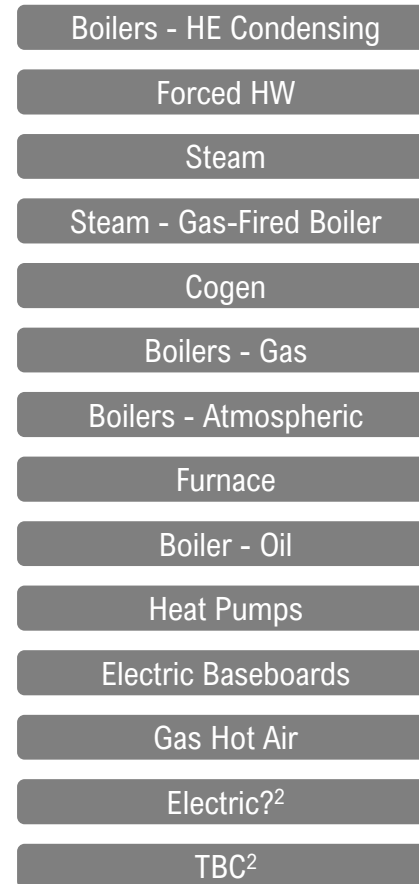 Boilers - HE Condensing
Forced HW
Steam
Steam - Gas-Fired Boiler
Cogen
Boilers - Gas
Boilers - Atmospheric
Furnace
Boiler - Oil
Heat Pumps
Electric Baseboards
Gas Hot Air
Electric?²
TBC²